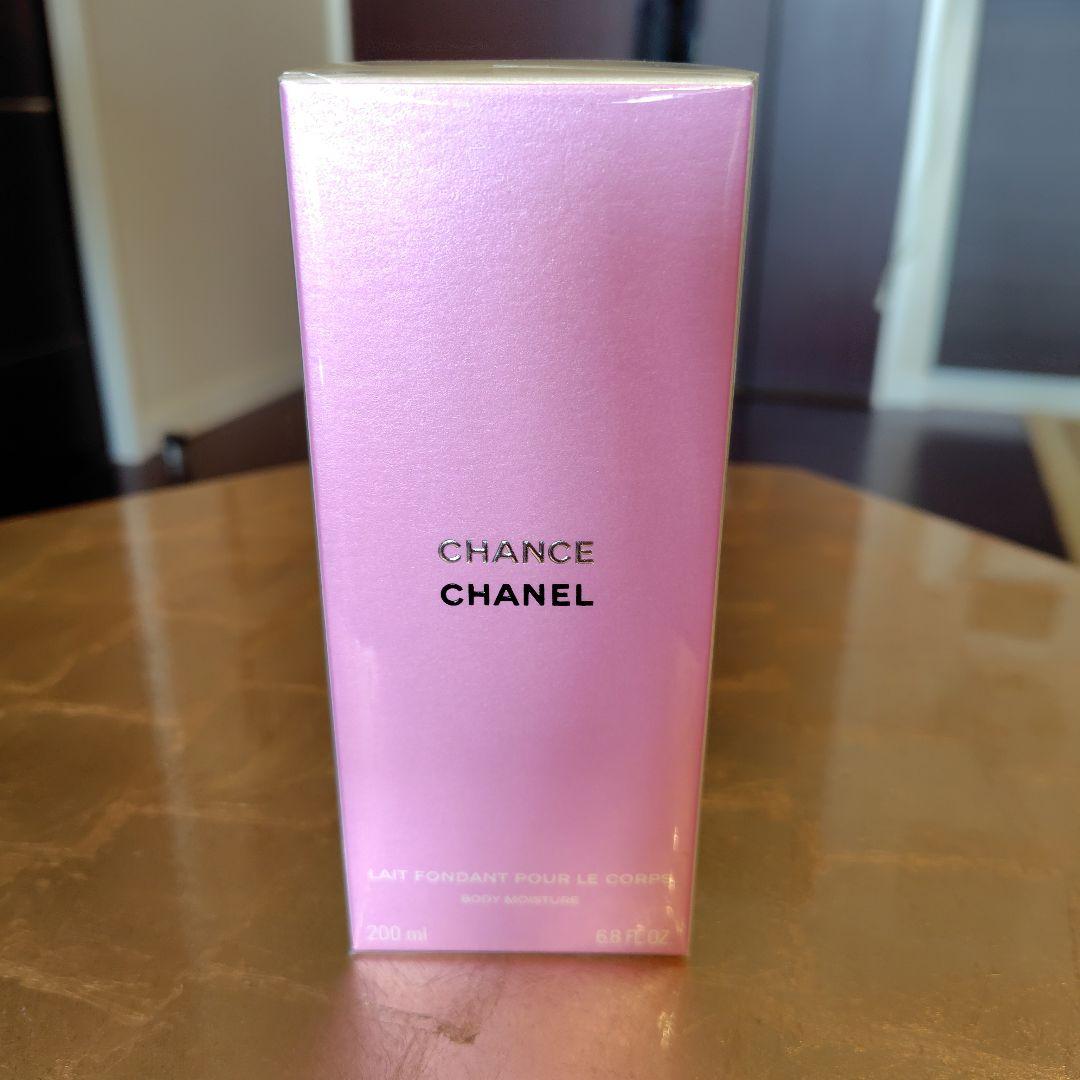 CHANCE
CHANEL
LAIT FONDANT POUR LE CORPS
BODY MOISTURE
200 ml 6.8 FL OZ